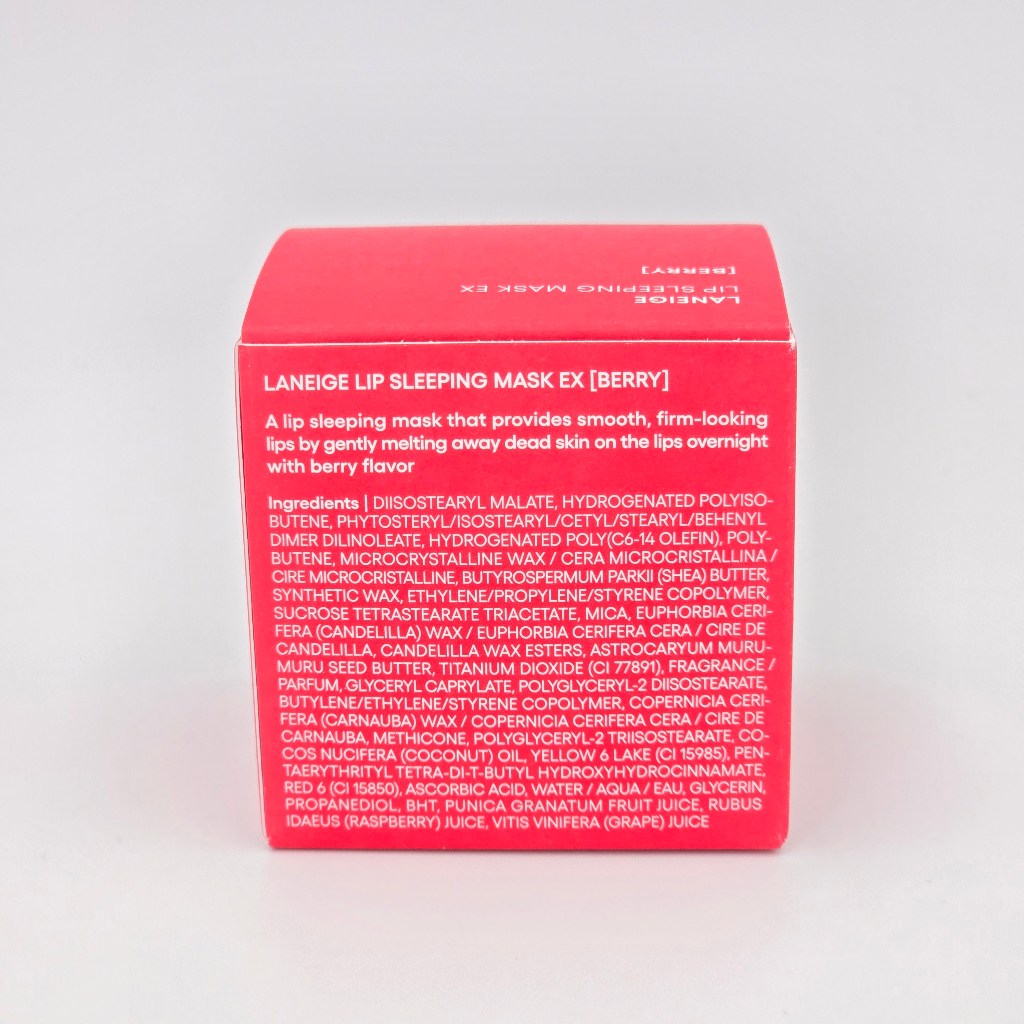 LANEIGE
LIP SLEEPING MASK EX
[BERRY]
LANEIGE LIP SLEEPING MASK EX [BERRY]
A lip sleeping mask that provides smooth, firm-looking
lips by gently melting away dead skin on the lips overnight
with berry flavor
Ingredients | DIISOSTEARYL MALATE, HYDROGENATED POLYISO-
BUTENE, PHYTOSTERYL/ISOSTEARYL/CETYL/STEARYL/BEHENYL
DIMER DILINOLEATE, HYDROGENATED POLY(C6-14 OLEFIN), POLY-
BUTENE, MICROCRYSTALLINE WAX / CERA MICROCRISTALLINA /
CIRE MICROCRISTALLINE, BUTYROSPERMUM PARKII (SHEA) BUTTER,
SYNTHETIC WAX, ETHYLENE/PROPYLENE/STYRENE COPOLYMER,
SUCROSE TETRASTEARATE TRIACETATE, MICA, EUPHORBIA CERI-
FERA (CANDELILLA) WAX / EUPHORBIA CERIFERA CERA / CIRE DE
CANDELILLA, CANDELILLA WAX ESTERS, ASTROCARYUM MURU-
MURU SEED BUTTER, TITANIUM DIOXIDE (CI 77891), FRAGRANCE /
PARFUM, GLYCERYL CAPRYLATE, POLYGLYCERYL-2 DIISOSTEARATE,
BUTYLENE/ETHYLENE/STYRENE COPOLYMER, COPERNICIA CERI-
FERA (CARNAUBA) WAX / COPERNICIA CERIFERA CERA / CIRE DE
CARNAUBA, METHICONE, POLYGLYCERYL-2 TRIISOSTEARATE, CO-
COS NUCIFERA (COCONUT) OIL, YELLOW 6 LAKE (CI 15985), PEN-
TAERYTHRITYL TETRA-DI-T-BUTYL HYDROXYHYDROCINNAMATE,
RED 6 (CI 15850), ASCORBIC ACID, WATER / AQUA / EAU, GLYCERIN,
PROPANEDIOL, BHT, PUNICA GRANATUM FRUIT JUICE, RUBUS
IDAEUS (RASPBERRY) JUICE, VITIS VINIFERA (GRAPE) JUICE